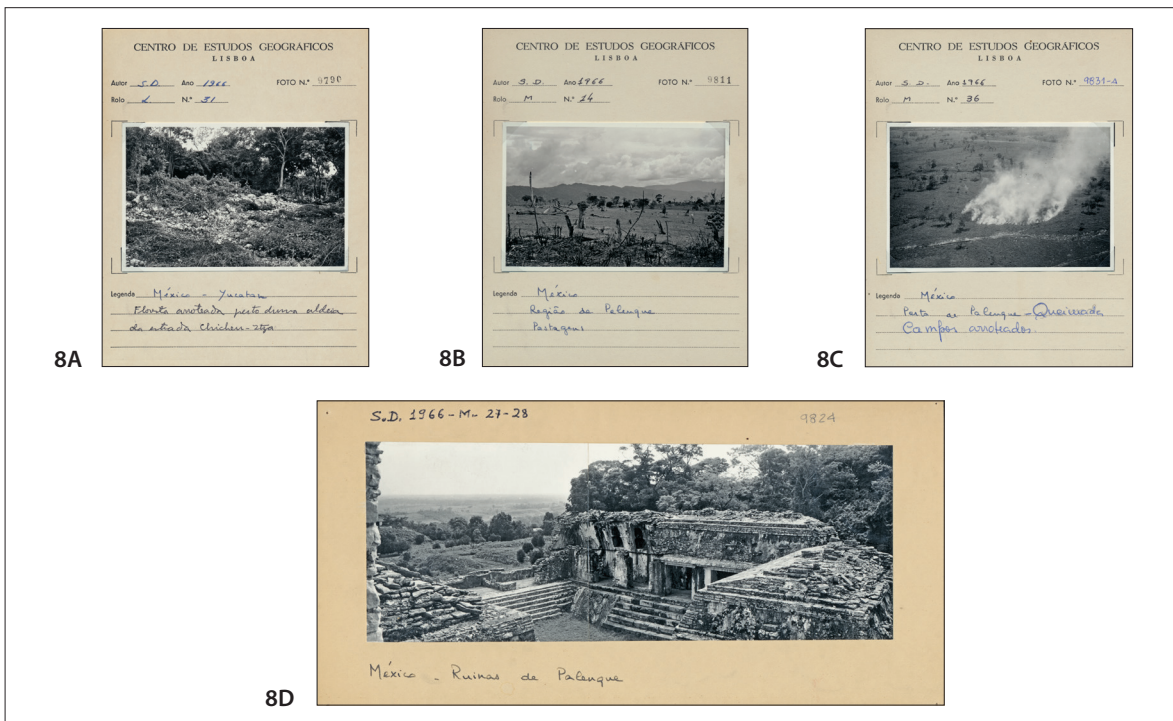 CENTRO DE ESTUDOS GEOGRÁFICOS
LISBOA
Autor S.D. Ano 1966 FOTO N.º 9790
Rolo L N.º 31
Legenda México - Yucatan
Floresta arroteada perto duma aldeia
da estrada Chichen-Itza
8A
CENTRO DE ESTUDOS GEOGRÁFICOS
LISBOA
Autor S. D. Ano 1966 FOTO N.º 9811
Rolo M N.º 14
Legenda México
Região de Palenque
Pastagens
8B
CENTRO DE ESTUDOS GEOGRÁFICOS
LISBOA
Autor S D. Ano 1966 FOTO N.º 9831-A
Rolo M N.º 36
Legenda México
Perto de Palenque - Queimada
Campos arroteados.
8C
S.D. 1966 - M - 27-28
9824
México - Ruinas de Palenque
8D